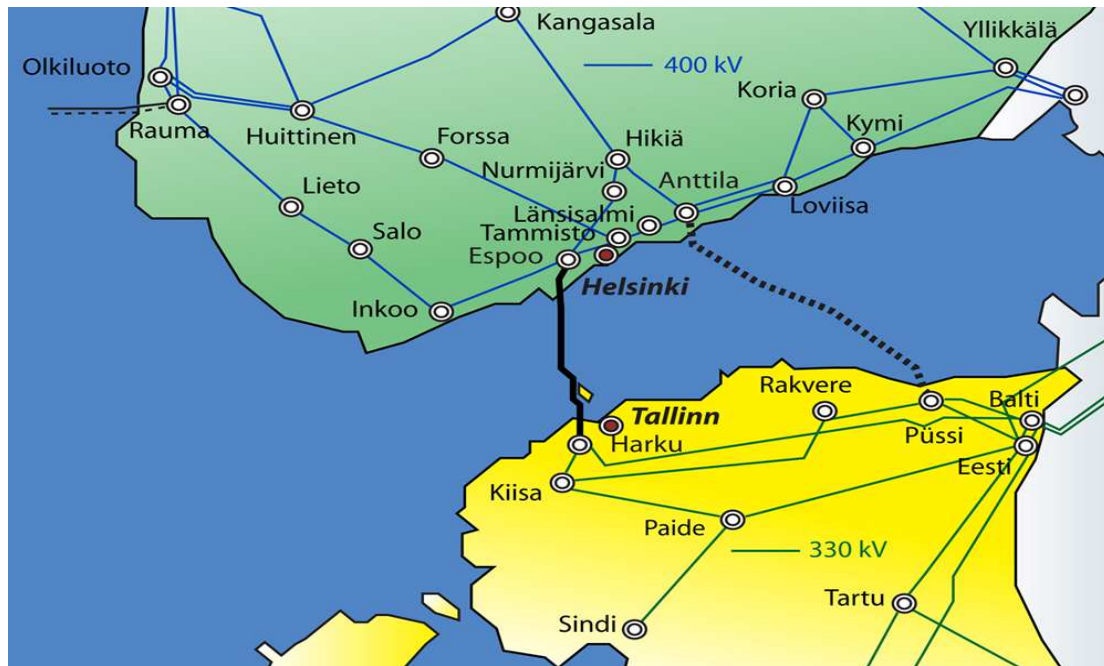 Kangasala
Yllikkälä
Olkiluoto
400 kV
Koria
Rauma
Huittinen
Forssa
Hikiä
Kymi
Nurmijärvi
Anttila
Lieto
Länsisalmi
Loviisa
Salo
Tammisto
Espoo
Helsinki
Inkoo
Rakvere
Balti
Tallinn
Püssi
Harku
Eesti
Kiisa
Paide
330 kV
Tartu
Sindi